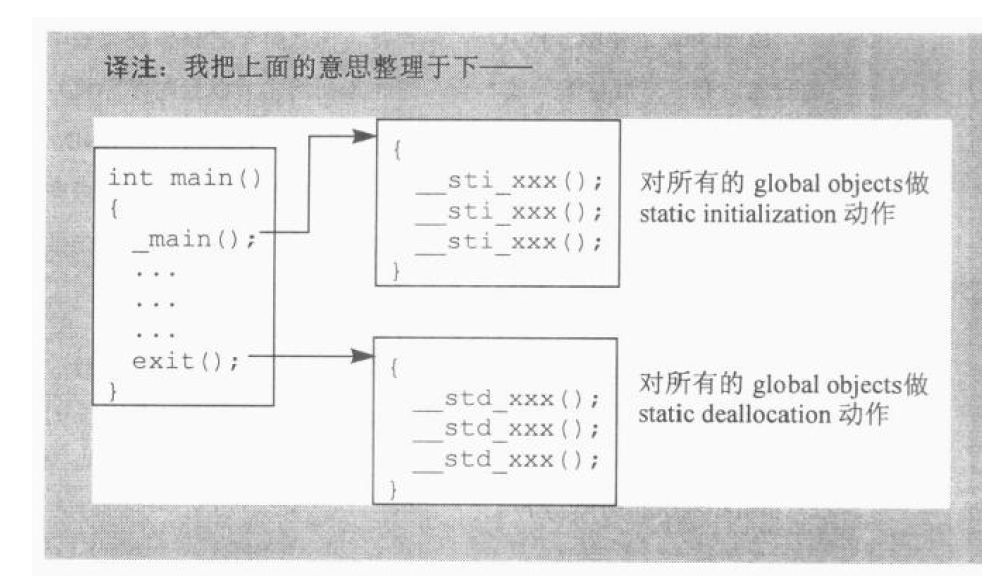 译注：我把上面的意思整理于下——
int main()
{
_main();
...
...
...
exit();
}
{
__sti_xxx();
__sti_xxx();
__sti_xxx();
}
对所有的 global objects做
static initialization 动作
{
__std_xxx();
__std_xxx();
__std_xxx();
}
对所有的 global objects做
static deallocation 动作